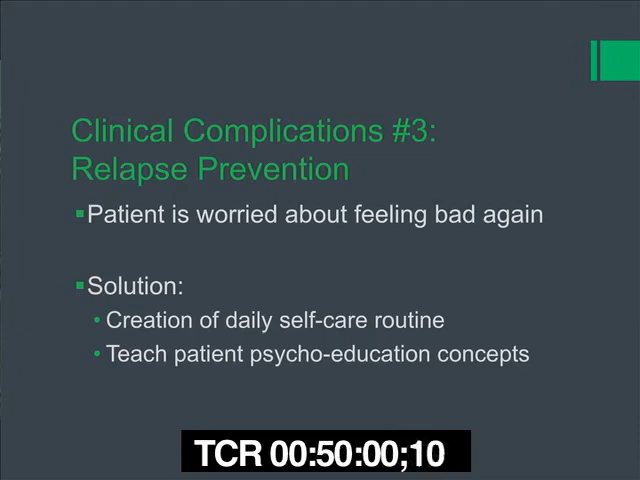 Clinical Complications #3:
Relapse Prevention
Patient is worried about feeling bad again
Solution:
Creation of daily self-care routine
Teach patient psycho-education concepts
TCR 00:50:00;10